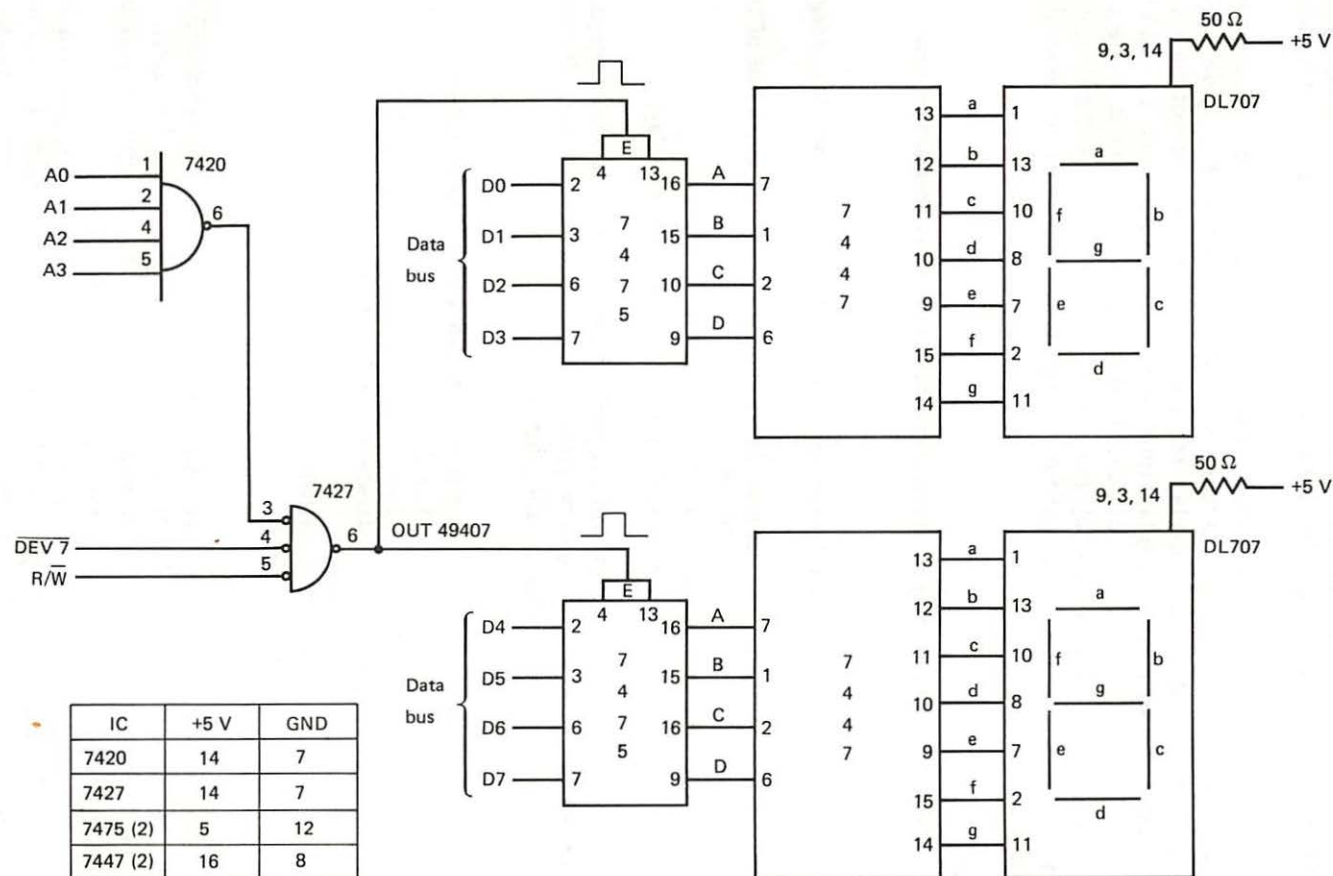 50 Ω
+5 V
9, 3, 14
DL707
13 a 1
12 b 13
11 c 10
10 d 8
9 e 7
15 f 2
14 g 11
a
f b
g
e c
d
7420
A0 1
A1 2
A2 4
A3 5
6
E
4 13
D0 2 16 A 7
D1 3 15 B 1
D2 6 10 C 2
D3 7 9 D 6
Data
bus
7
4
7
5
7
4
4
7
7427
3
DEV 7 4
R/W 5
6
OUT 49407
50 Ω
+5 V
9, 3, 14
DL707
13 a 1
12 b 13
11 c 10
10 d 8
9 e 7
15 f 2
14 g 11
a
f b
g
e c
d
E
4 13
D4 2 16 A 7
D5 3 15 B 1
D6 6 16 C 2
D7 7 9 D 6
Data
bus
7
4
7
5
7
4
4
7
IC +5 V GND
7420 14 7
7427 14 7
7475 (2) 5 12
7447 (2) 16 8